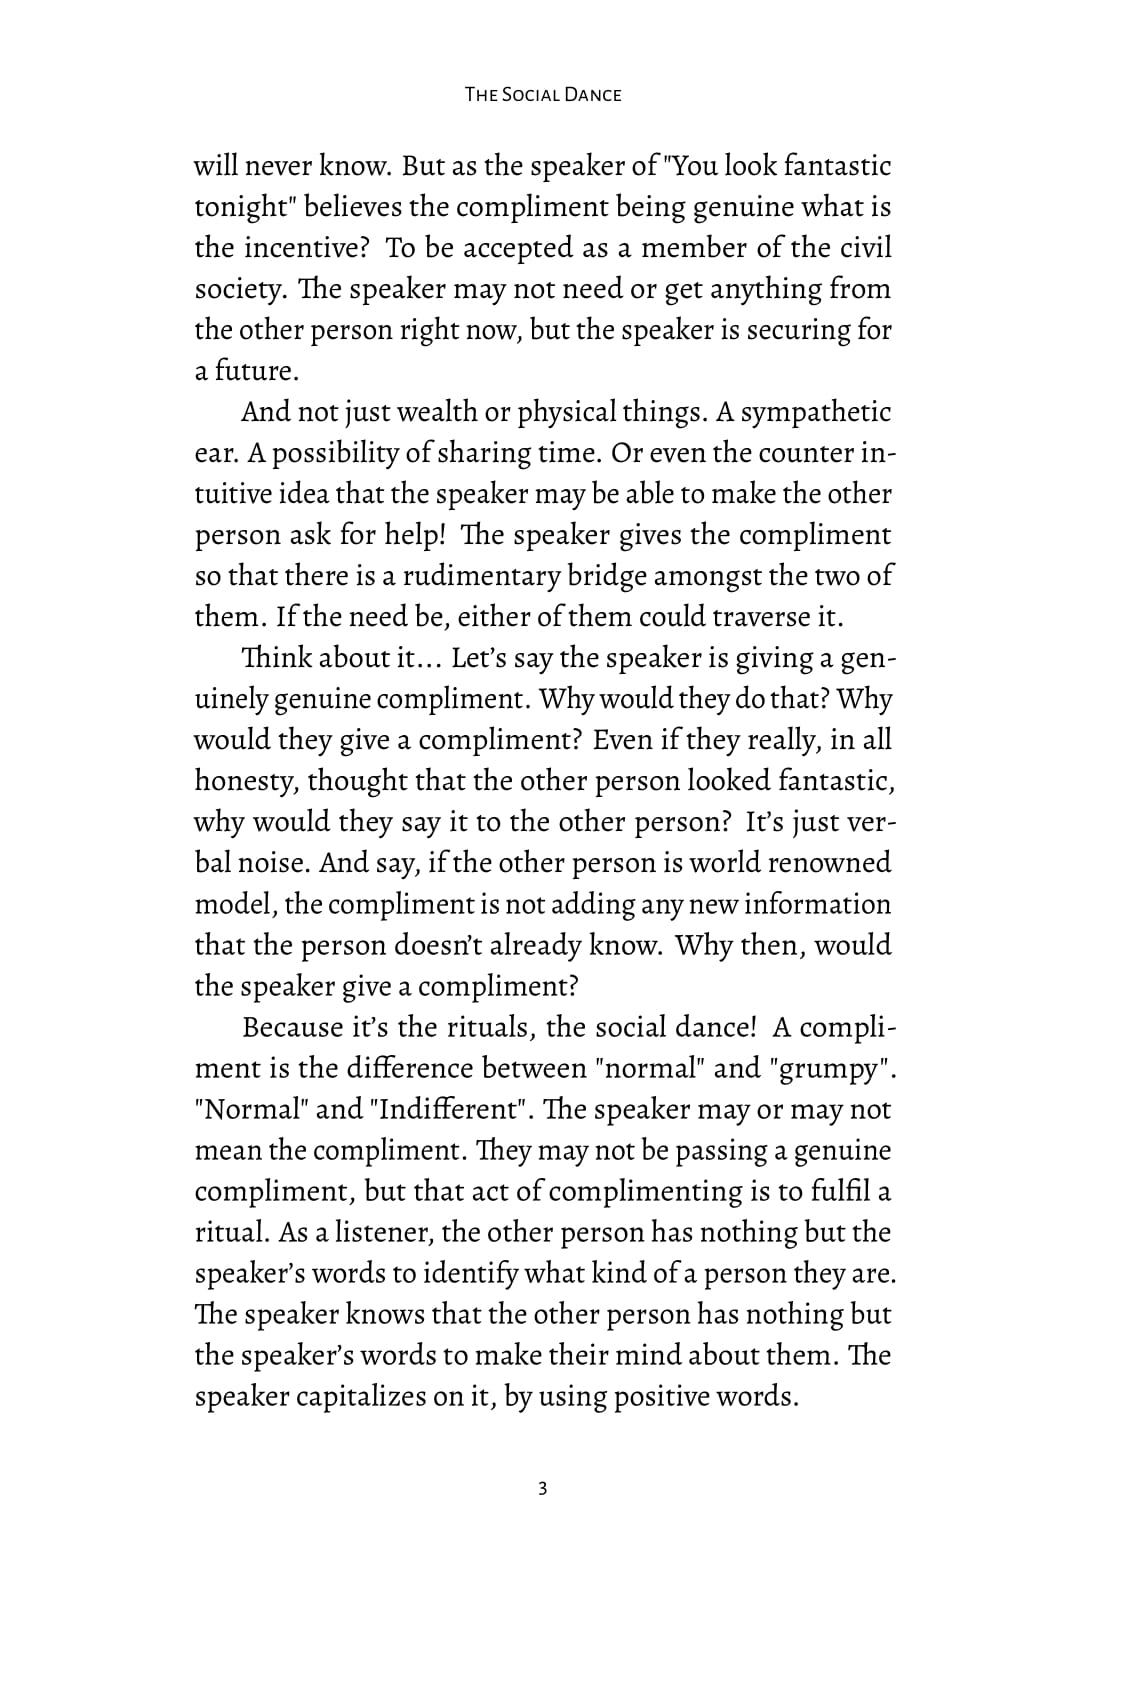 The Social Dance
will never know. But as the speaker of "You look fantastic
tonight" believes the compliment being genuine what is
the incentive? To be accepted as a member of the civil
society. The speaker may not need or get anything from
the other person right now, but the speaker is securing for
a future.
And not just wealth or physical things. A sympathetic
ear. A possibility of sharing time. Or even the counter in-
tuitive idea that the speaker may be able to make the other
person ask for help! The speaker gives the compliment
so that there is a rudimentary bridge amongst the two of
them. If the need be, either of them could traverse it.
Think about it… Let’s say the speaker is giving a gen-
uinely genuine compliment. Why would they do that? Why
would they give a compliment? Even if they really, in all
honesty, thought that the other person looked fantastic,
why would they say it to the other person? It’s just ver-
bal noise. And say, if the other person is world renowned
model, the compliment is not adding any new information
that the person doesn’t already know. Why then, would
the speaker give a compliment?
Because it’s the rituals, the social dance! A compli-
ment is the difference between "normal" and "grumpy".
"Normal" and "Indifferent". The speaker may or may not
mean the compliment. They may not be passing a genuine
compliment, but that act of complimenting is to fulfil a
ritual. As a listener, the other person has nothing but the
speaker’s words to identify what kind of a person they are.
The speaker knows that the other person has nothing but
the speaker’s words to make their mind about them. The
speaker capitalizes on it, by using positive words.
3